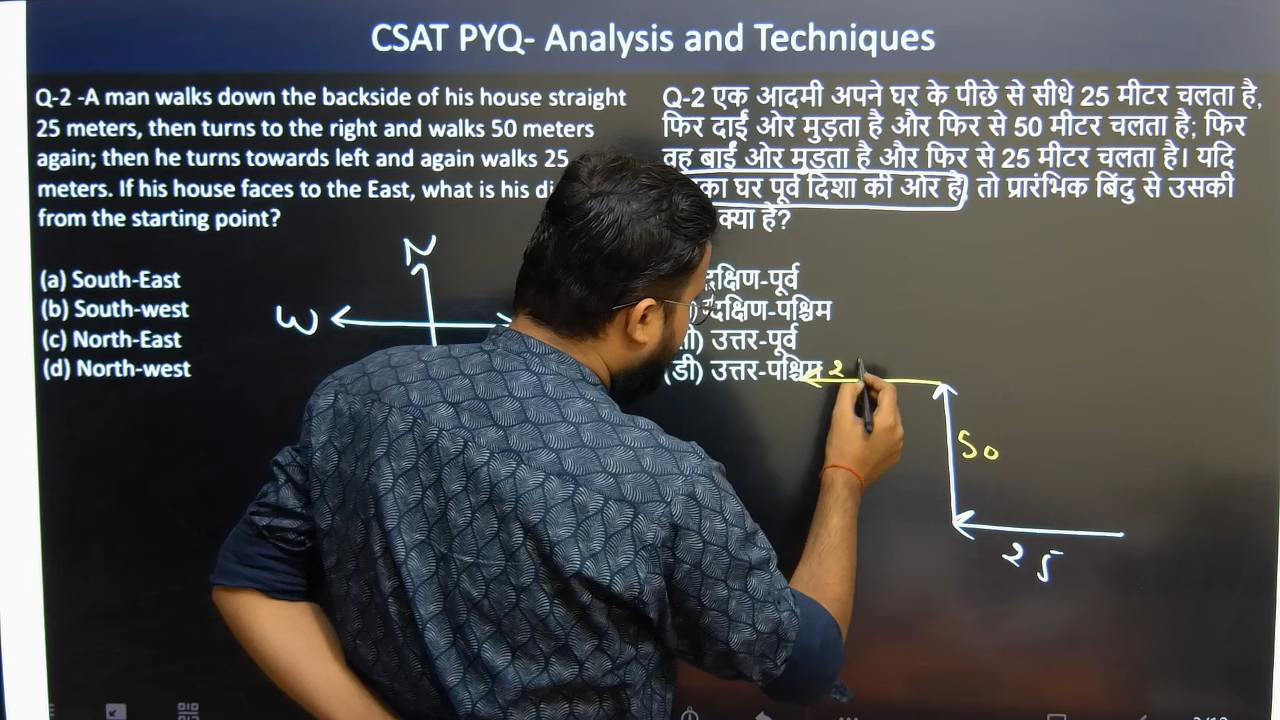 CSAT PYQ- Analysis and Techniques
Q-2 -A man walks down the backside of his house straight
25 meters, then turns to the right and walks 50 meters
again; then he turns towards left and again walks 25
meters. If his house faces to the East, what is his
from the starting point?
(a) South-East
(b) South-west
(c) North-East
(d) North-west
Q-2 एक आदमी अपने घर के पीछे से सीधे 25 मीटर चलता है,
फिर दाईं ओर मुड़ता है और फिर से 50 मीटर चलता है; फिर
वह बाईं ओर मुड़ता है और फिर से 25 मीटर चलता है। यदि
का घर पूर्व दिशा की ओर है, तो प्रारंभिक बिंदु से उसकी
क्या है?
दक्षिण-पूर्व
दक्षिण-पश्चिम
उत्तर-पूर्व
(डी) उत्तर-पश्चिम
N
W
2
50
25